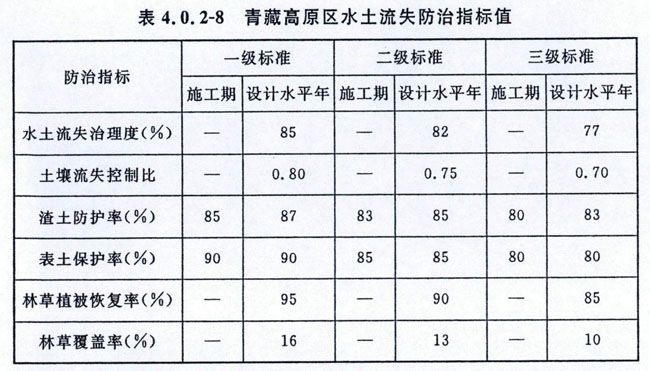 表 4.0.2-8 青藏高原区水土流失防治指标值
防治指标 一级标准 二级标准 三级标准
施工期 设计水平年 施工期 设计水平年 施工期 设计水平年
水土流失治理度(%) — 85 — 82 — 77
土壤流失控制比 — 0.80 — 0.75 — 0.70
渣土防护率(%) 85 87 83 85 80 83
表土保护率(%) 90 90 85 85 80 80
林草植被恢复率(%) — 95 — 90 — 85
林草覆盖率(%) — 16 — 13 — 10